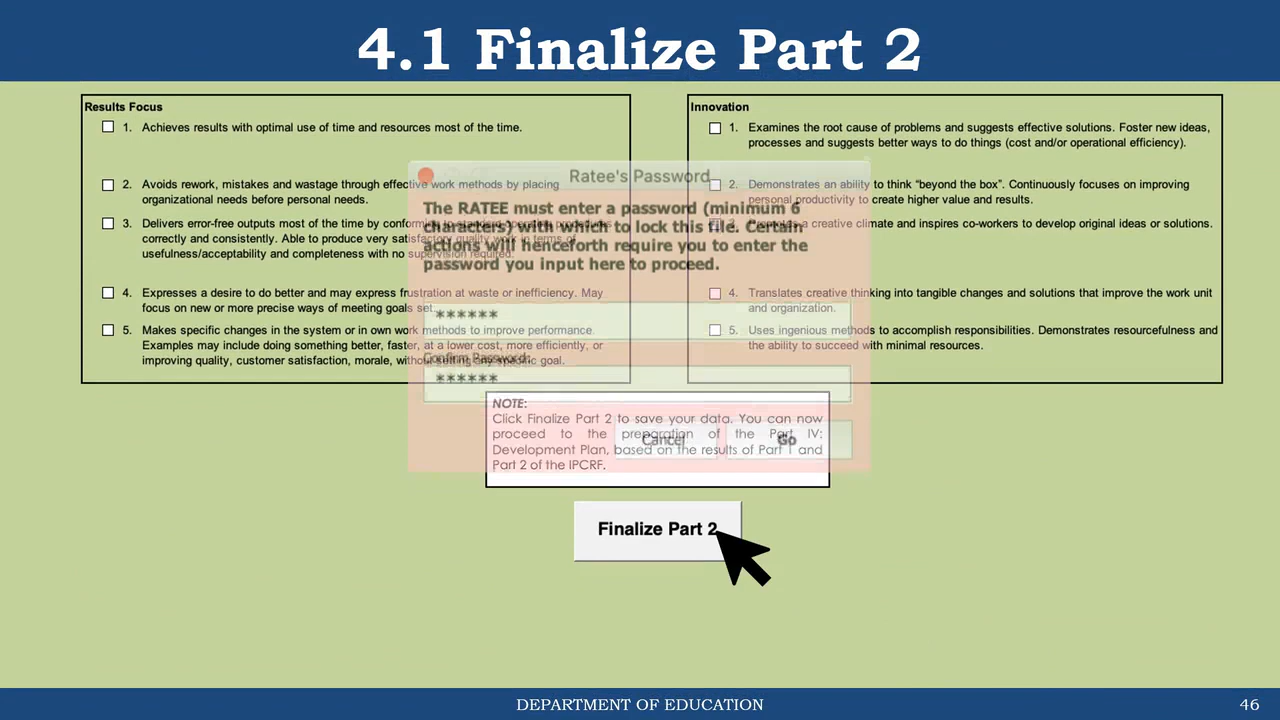 4.1 Finalize Part 2
Results Focus
1. Achieves results with optimal use of time and resources most of the time.
2. Avoids rework, mistakes and wastage through effective work methods by placing
organizational needs before personal needs.
3. Delivers error-free outputs most of the time by conforming to standard operating procedures
correctly and consistently. Able to produce very satisfactory quality work in terms of
usefulness/acceptability and completeness with no supervision required.
4. Expresses a desire to do better and may express frustration at waste or inefficiency. May
focus on new or more precise ways of meeting goals set.
5. Makes specific changes in the system or in own work methods to improve performance.
Examples may include doing something better, faster, at a lower cost, more efficiently, or
improving quality, customer satisfaction, morale, without setting any specific goal.
Innovation
1. Examines the root cause of problems and suggests effective solutions. Foster new ideas,
processes and suggests better ways to do things (cost and/or operational efficiency).
2. Demonstrates an ability to think “beyond the box”. Continuously focuses on improving
personal productivity to create higher value and results.
3. Promotes a creative climate and inspires co-workers to develop original ideas or solutions.
4. Translates creative thinking into tangible changes and solutions that improve the work unit
and organization.
5. Uses ingenious methods to accomplish responsibilities. Demonstrates resourcefulness and
the ability to succeed with minimal resources.
Ratee's Password
The RATEE must enter a password (minimum 6
characters) with which to lock this file. Certain
actions will henceforth require you to enter the
password you input here to proceed.
******
Confirm Password:
******
Cancel
Go
NOTE:
Click Finalize Part 2 to save your data. You can now
proceed to the preparation of the Part IV:
Development Plan, based on the results of Part 1 and
Part 2 of the IPCRF.
Finalize Part 2
DEPARTMENT OF EDUCATION
46